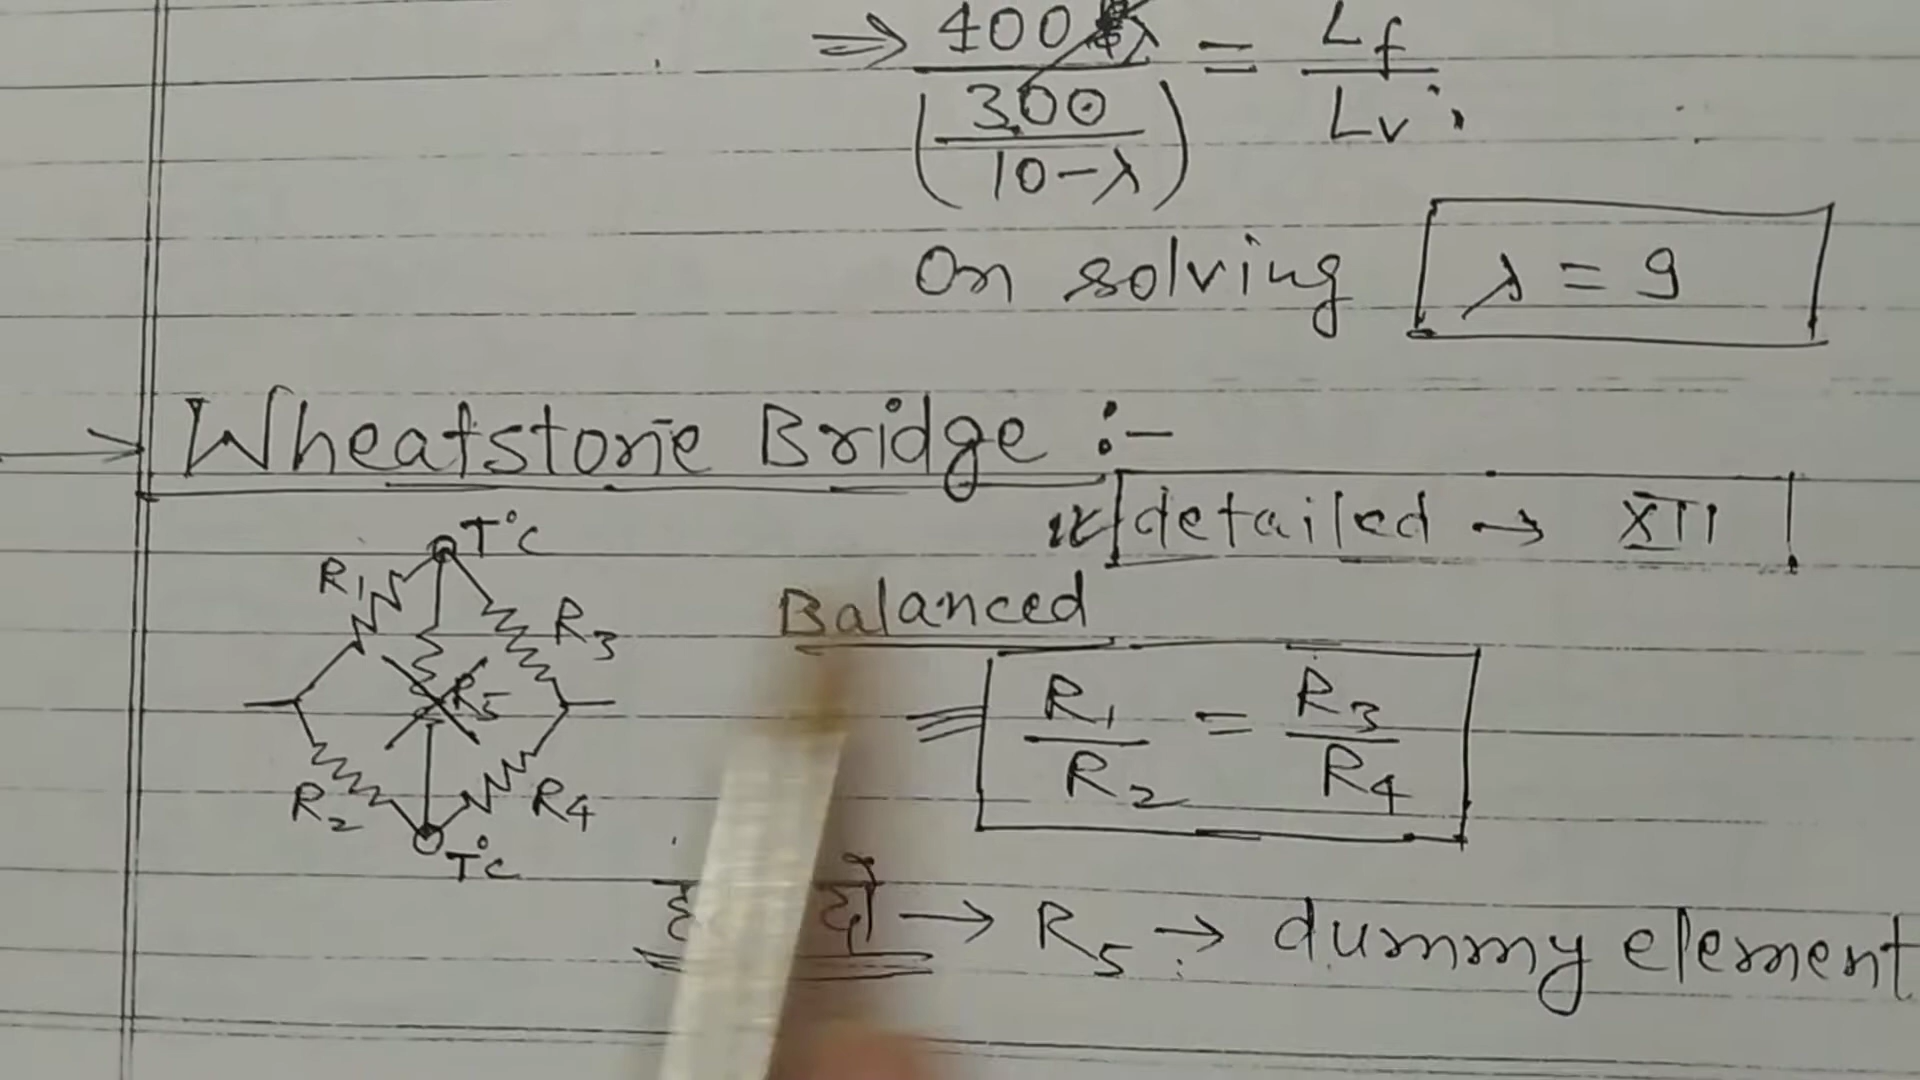 ⇒ 400 λ / (300 / 10-λ) = Lf / Lv
On solving λ = 9
→ Wheatstone Bridge :-
detailed → XII
T°C
R1
R3
Balanced
R5
R1/R2 = R3/R4
R2
R4
T°C
दो → R5 → dummy element